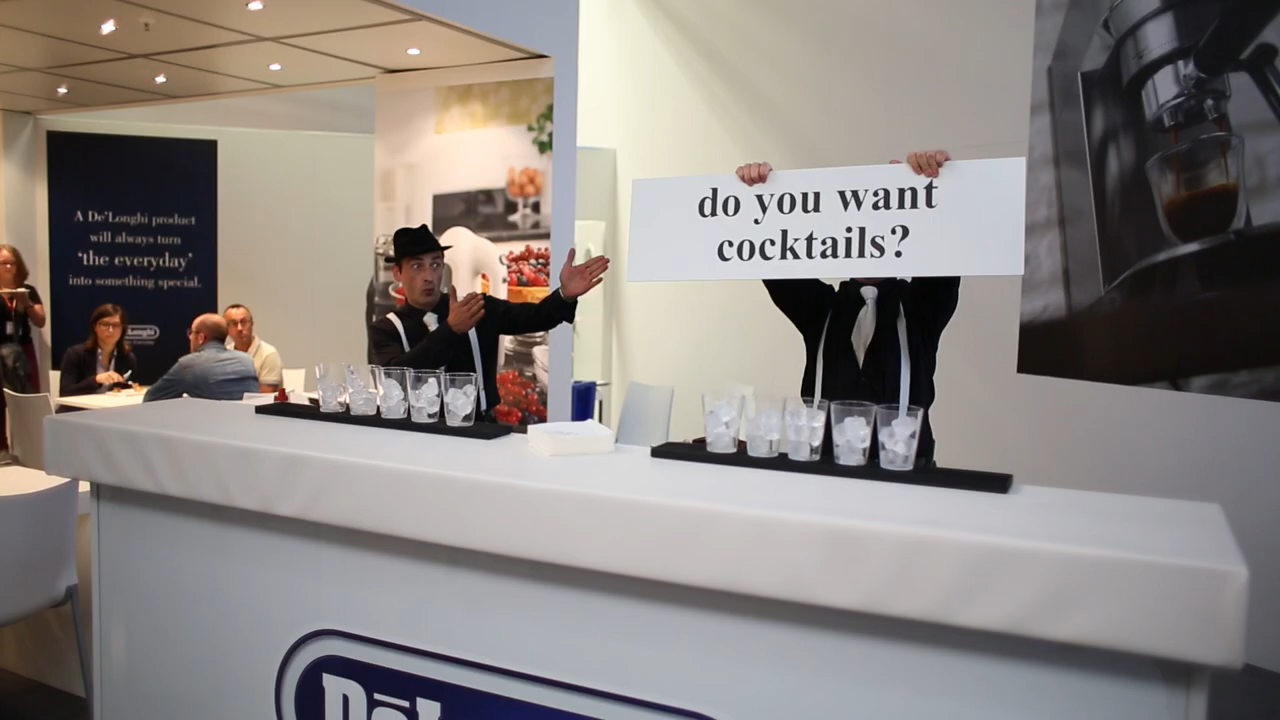 A De'Longhi product
will always turn
'the everyday'
into something special.
do you want
cocktails?